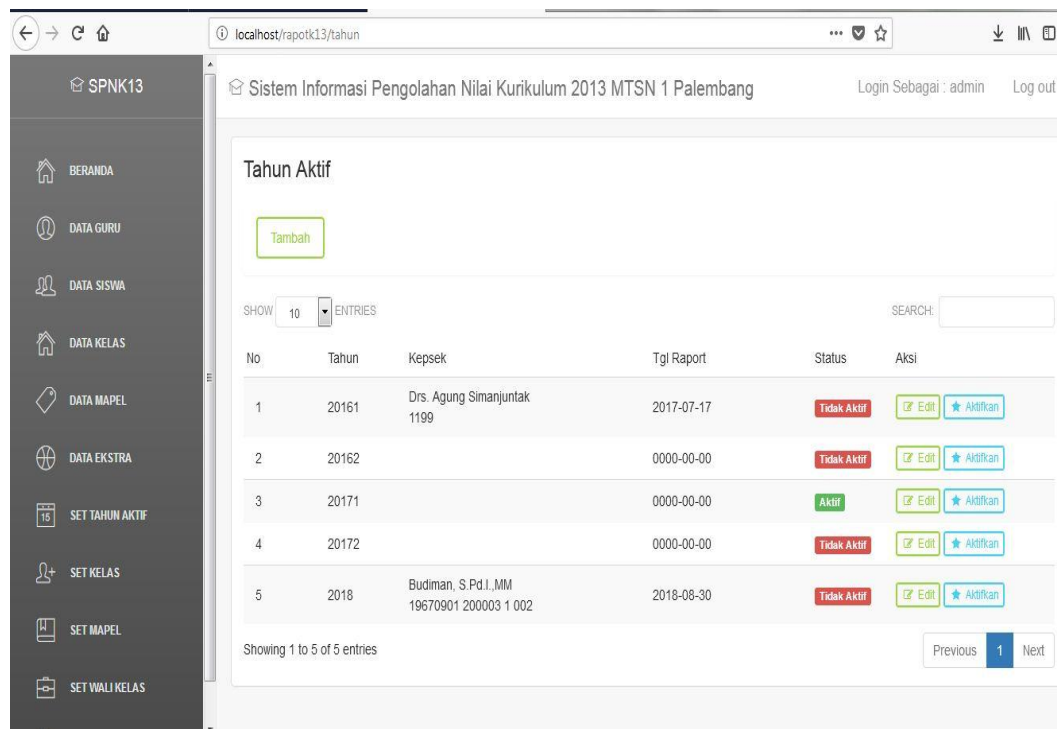 localhost/rapotk13/tahun
SPNK13
Sistem Informasi Pengolahan Nilai Kurikulum 2013 MTSN 1 Palembang
Login Sebagai : admin
Log out
BERANDA
DATA GURU
DATA SISWA
DATA KELAS
DATA MAPEL
DATA EKSTRA
15
SET TAHUN AKTIF
SET KELAS
SET MAPEL
SET WALI KELAS
Tahun Aktif
Tambah
SHOW 10 ENTRIES
SEARCH:
No Tahun Kepsek Tgl Raport Status Aksi
1 20161 Drs. Agung Simanjuntak 2017-07-17 Tidak Aktif Edit Aktifkan
1199
2 20162 0000-00-00 Tidak Aktif Edit Aktifkan
3 20171 0000-00-00 Aktif Edit Aktifkan
4 20172 0000-00-00 Tidak Aktif Edit Aktifkan
5 2018 Budiman, S.Pd.I.,MM 2018-08-30 Tidak Aktif Edit Aktifkan
19670901 200003 1 002
Showing 1 to 5 of 5 entries
Previous 1 Next